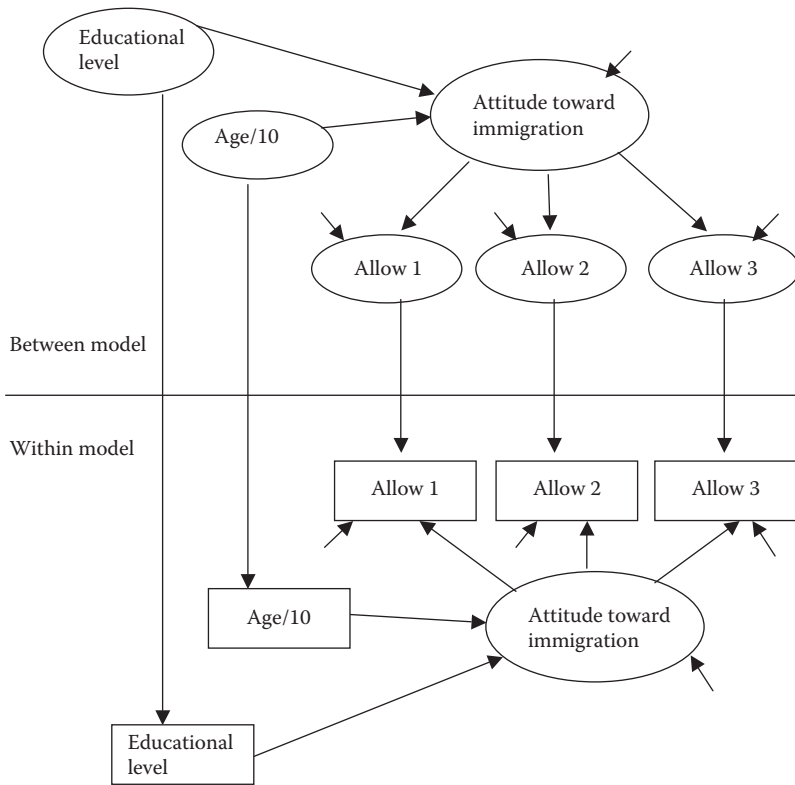 Educational
level
Attitude toward
immigration
Age/10
Allow 1
Allow 2
Allow 3
Between model
Within model
Allow 1
Allow 2
Allow 3
Age/10
Attitude toward
immigration
Educational
level